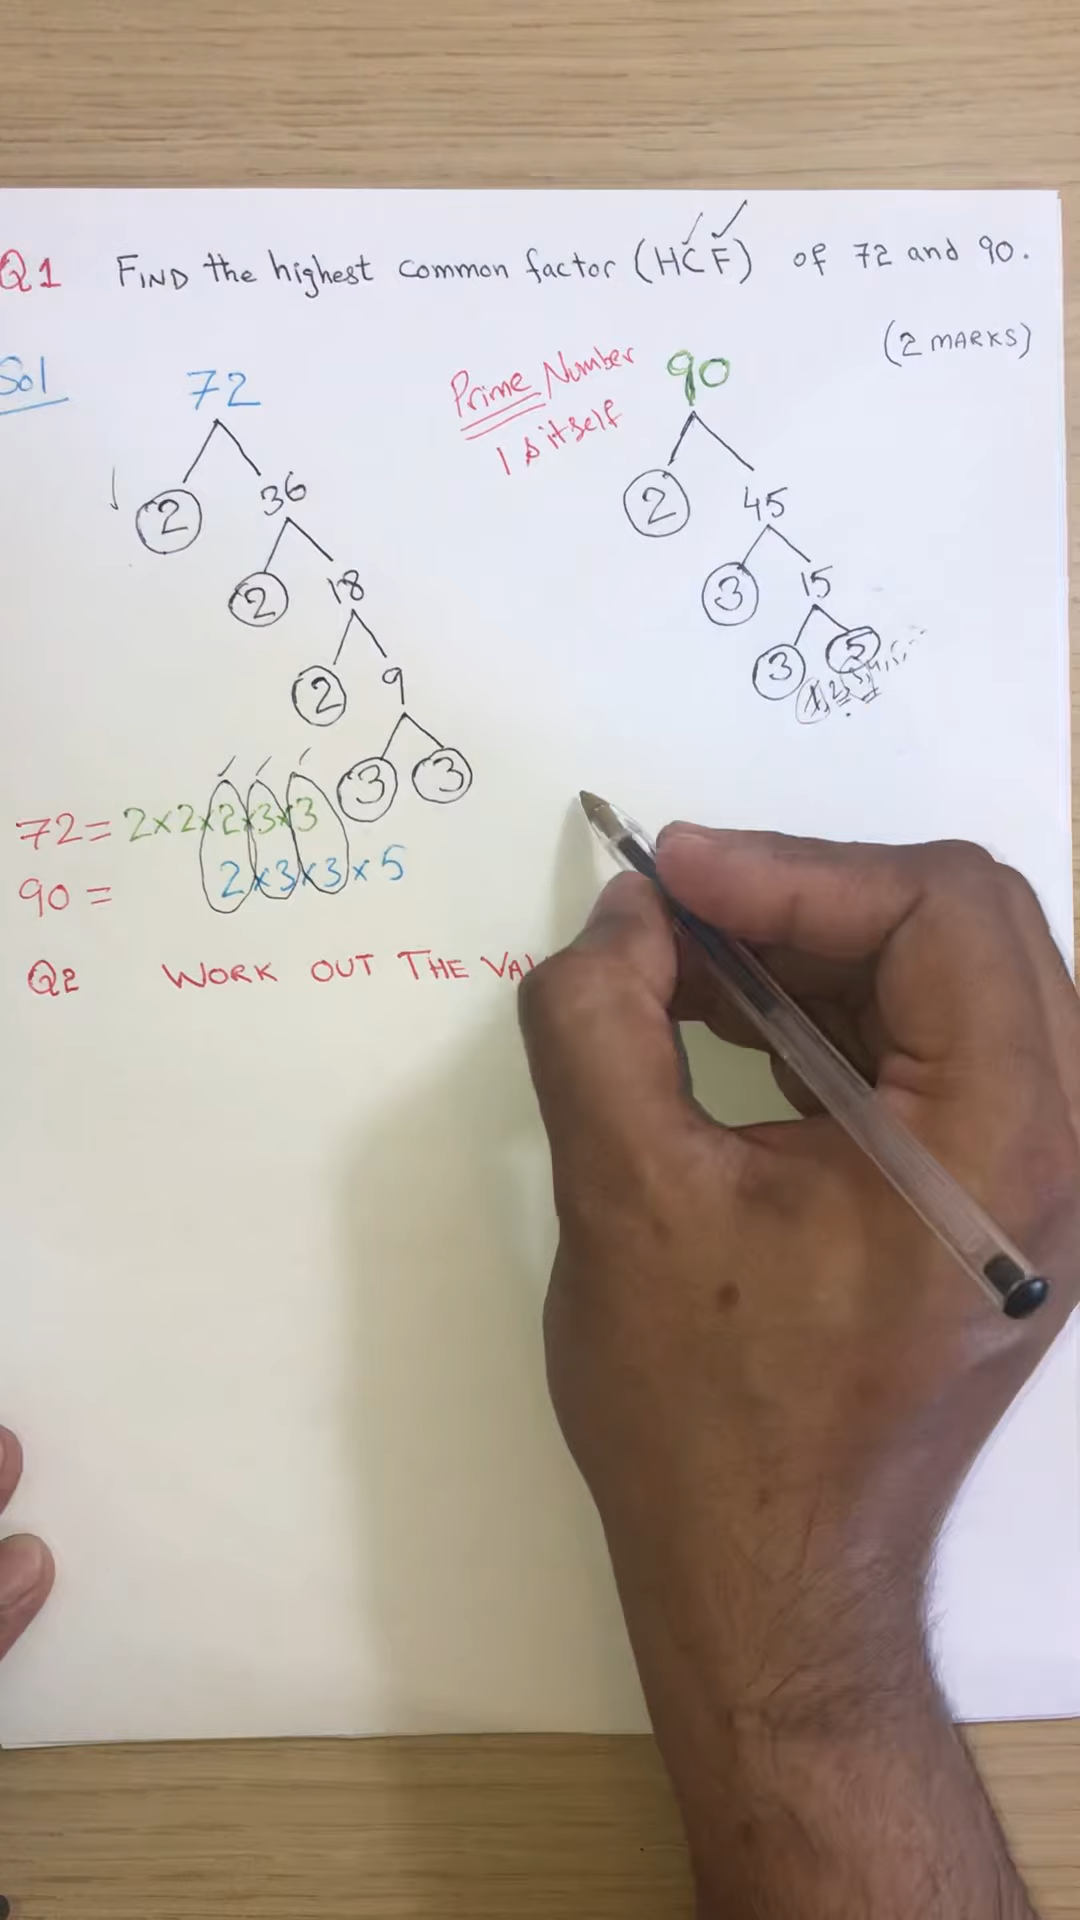 Q1 FIND the highest common factor (HCF) of 72 and 90.
(2 MARKS)
Sol
72
Prime Number
1 & itself
90
2 36
2 45
2 18
3 15
2 9
3 5
3 3
72 = 2×2×2×3×3
90 = 2×3×3×5
Q2 WORK OUT THE